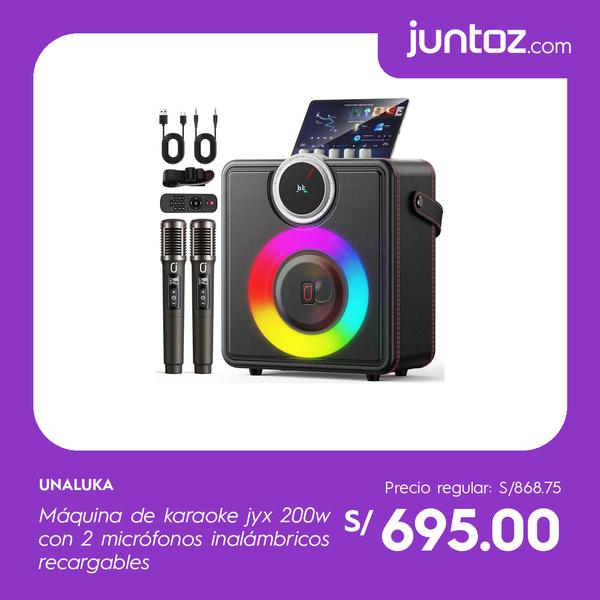 juntoz.com
bt
UNALUKA
Máquina de karaoke jyx 200w
con 2 micrófonos inalámbricos
recargables
Precio regular: S/868.75
S/ 695.00